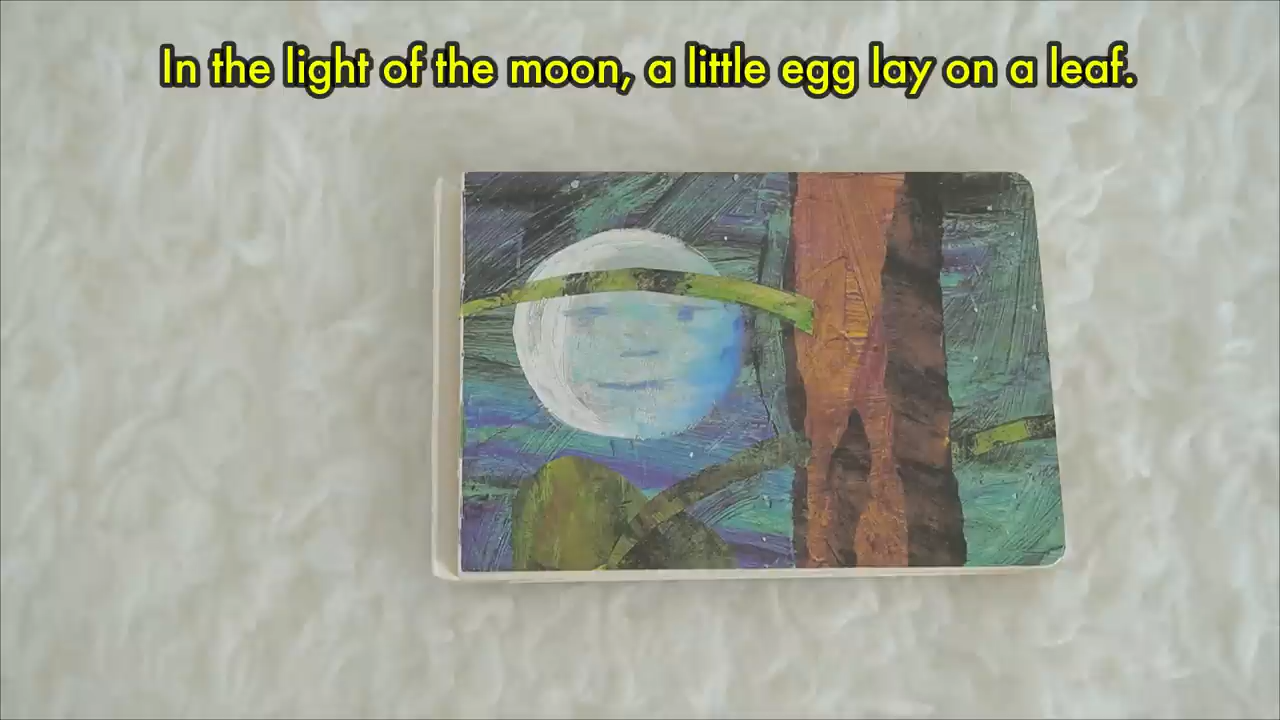 In the light of the moon, a little egg lay on a leaf.